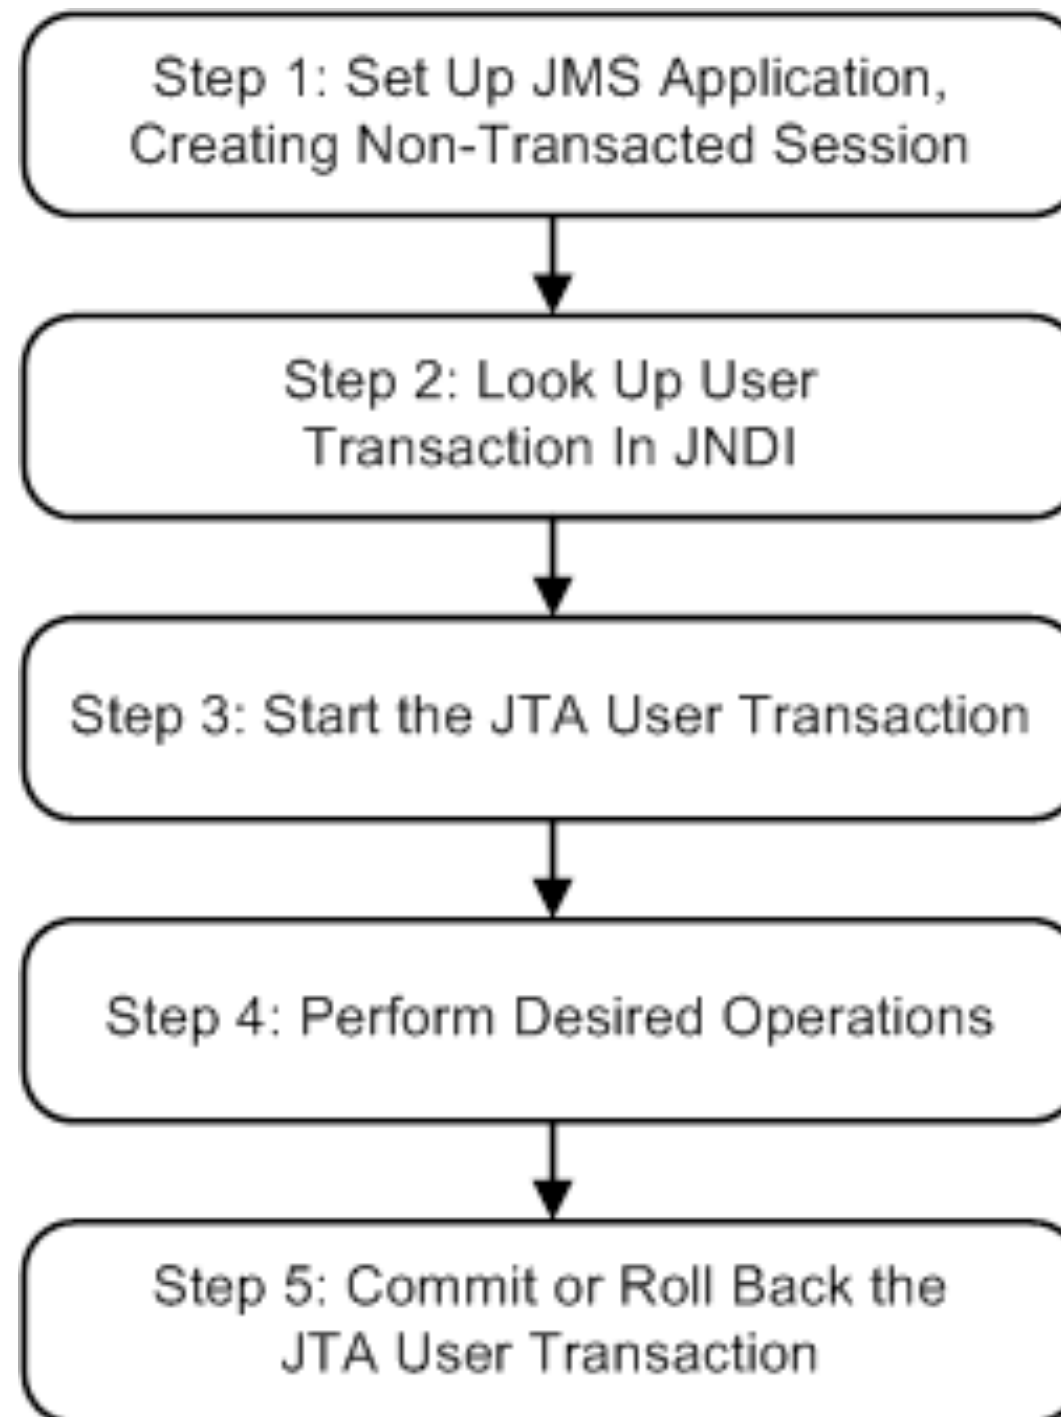 Step 1: Set Up JMS Application,
Creating Non-Transacted Session
Step 2: Look Up User
Transaction In JNDI
Step 3: Start the JTA User Transaction
Step 4: Perform Desired Operations
Step 5: Commit or Roll Back the
JTA User Transaction